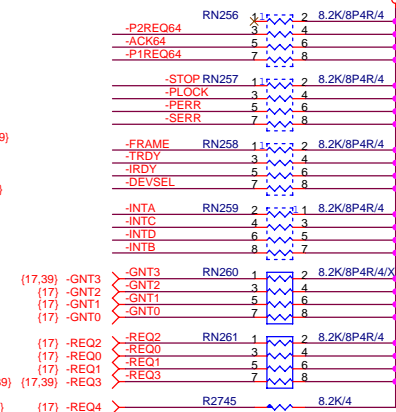 RN256 1 1 2 8.2K/8P4R/4
-P2REQ64 3 4
-ACK64 5 6
-P1REQ64 7 8
-STOP RN257 1 1 2 8.2K/8P4R/4
-PLOCK 3 4
-PERR 5 6
-SERR 7 8
-FRAME RN258 1 1 2 8.2K/8P4R/4
-TRDY 3 4
-IRDY 5 6
-DEVSEL 7 8
-INTA RN259 2 1 1 8.2K/8P4R/4
-INTC 4 3
-INTD 6 5
-INTB 8 7
{17,39} -GNT3 -GNT3 RN260 1 2 8.2K/8P4R/4/X
{17} -GNT2 -GNT2 3 4
{17} -GNT1 -GNT1 5 6
{17} -GNT0 -GNT0 7 8
{17} -REQ2 -REQ2 RN261 1 2 8.2K/8P4R/4
{17} -REQ0 -REQ0 3 4
{17} -REQ1 -REQ1 5 6
{17,39} -REQ3 -REQ3 7 8
{17} -REQ4 R2745 8.2K/4